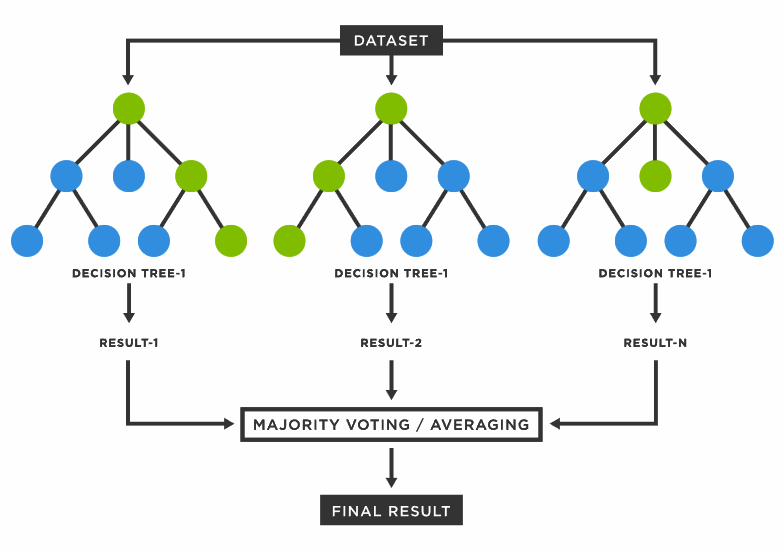 DATASET
DECISION TREE-1
DECISION TREE-1
DECISION TREE-1
RESULT-1
RESULT-2
RESULT-N
MAJORITY VOTING / AVERAGING
FINAL RESULT